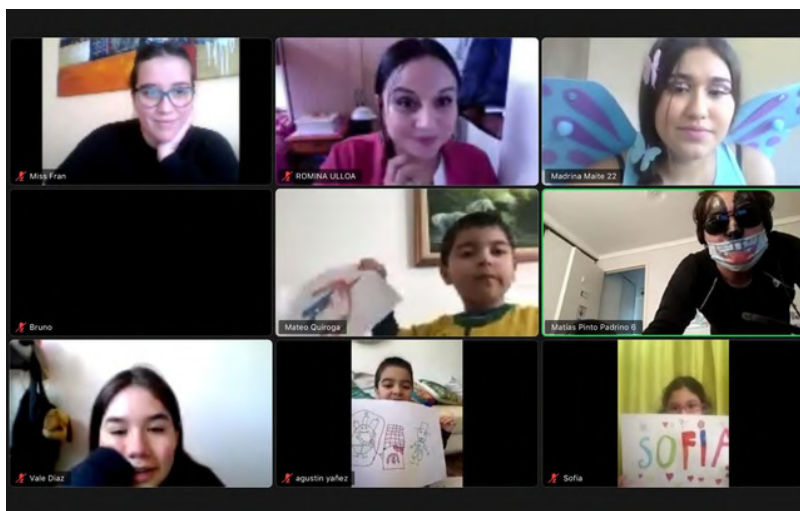 Miss Fran
ROMINA ULLOA
Madrina Maite 22
Bruno
Mateo Quiroga
Matías Pinto Padrino 6
Vale Diaz
agustin yañez
Sofia
SOFIA